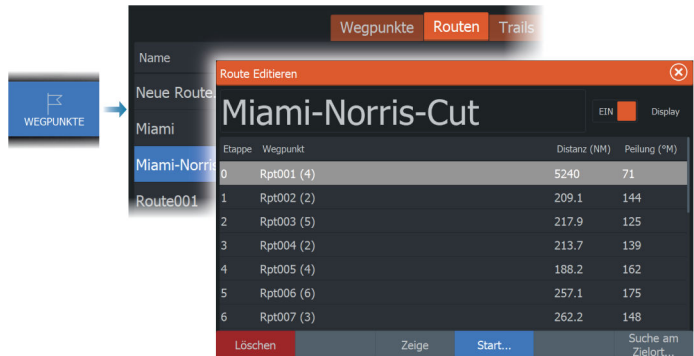 WEGPUNKTE
Wegpunkte Routen Trails
Name
Neue Route
Miami
Miami-Norris
Route001
Route Editieren
Miami-Norris-Cut
EIN Display
Etappe Wegpunkt Distanz (NM) Peilung (°M)
0 Rpt001 (4) 5240 71
1 Rpt002 (2) 209.1 144
2 Rpt003 (5) 217.9 125
3 Rpt004 (2) 213.7 139
4 Rpt005 (4) 188.2 162
5 Rpt006 (6) 257.1 175
6 Rpt007 (3) 262.2 148
Löschen Zeige Start... Suche am
Zielort...